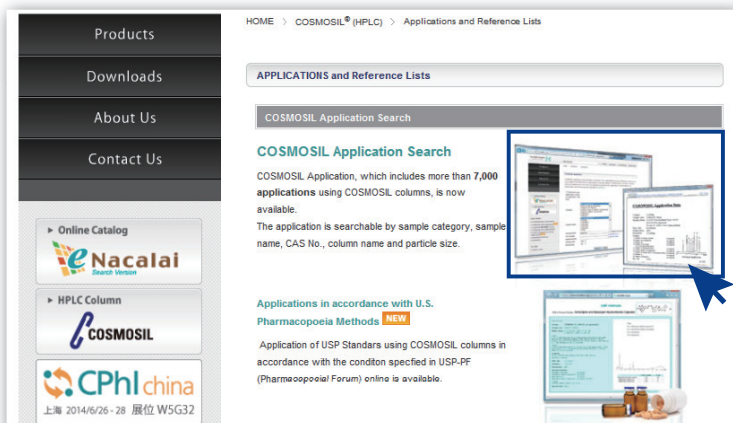 HOME > COSMOSIL® (HPLC) > Applications and Reference Lists
Products
Downloads
About Us
Contact Us
▶ Online Catalog
eNacalai
Search Version
▶ HPLC Column
COSMOSIL
CPhI china
上海 2014/6/26 - 28 展位 W5G32
APPLICATIONS and Reference Lists
COSMOSIL Application Search
COSMOSIL Application Search
COSMOSIL Application, which includes more than 7,000
applications using COSMOSIL columns, is now
available.
The application is searchable by sample category, sample
name, CAS No., column name and particle size.
Applications in accordance with U.S.
Pharmacopoeia Methods NEW
Application of USP Standars using COSMOSIL columns in
accordance with the conditon specfied in USP-PF
(Pharmacopoeial Forum) online is available.
COSMOSIL Application Data